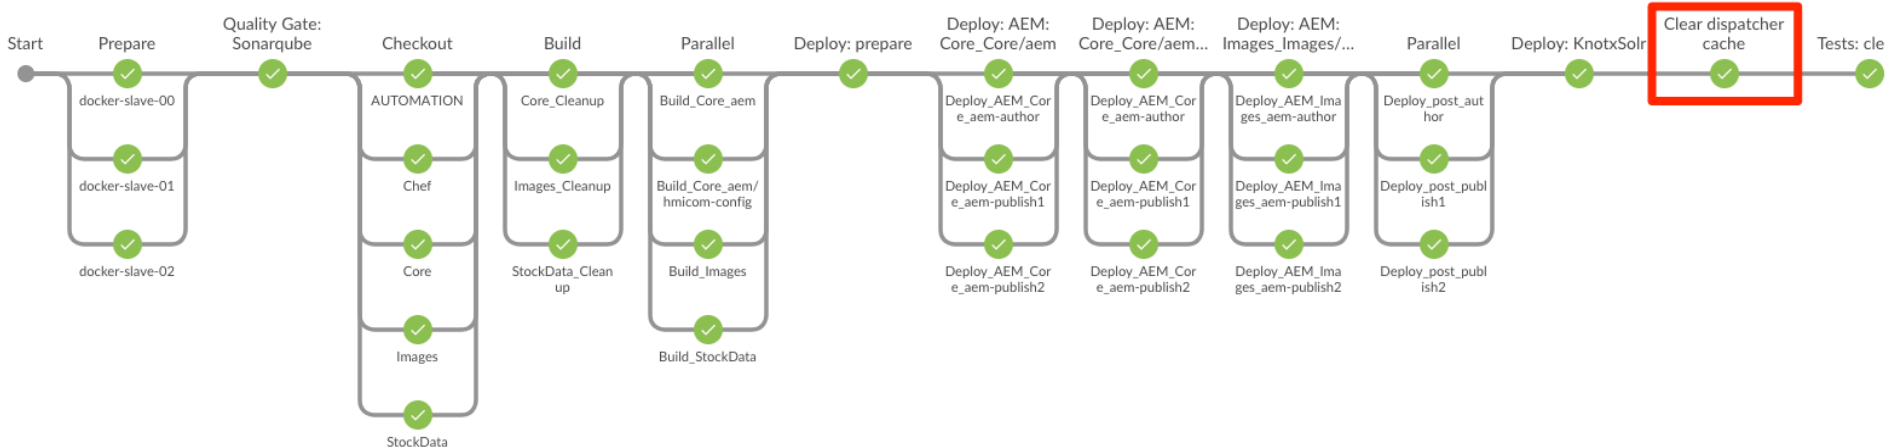 Start
Prepare
docker-slave-00
docker-slave-01
docker-slave-02
Quality Gate:
Sonarqube
Checkout
AUTOMATION
Chef
Core
Images
StockData
Build
Core_Cleanup
Images_Cleanup
StockData_Clean
up
Parallel
Build_Core_aem
Build_Core_aem/
hmicom-config
Build_Images
Build_StockData
Deploy: prepare
Deploy: AEM:
Core_Core/aem
Deploy_AEM_Cor
e_aem-author
Deploy_AEM_Cor
e_aem-publish1
Deploy_AEM_Cor
e_aem-publish2
Deploy: AEM:
Core_Core/aem...
Deploy_AEM_Cor
e_aem-author
Deploy_AEM_Cor
e_aem-publish1
Deploy_AEM_Cor
e_aem-publish2
Deploy: AEM:
Images_Images/...
Deploy_AEM_Ima
ges_aem-author
Deploy_AEM_Ima
ges_aem-publish1
Deploy_AEM_Ima
ges_aem-publish2
Parallel
Deploy_post_aut
hor
Deploy_post_publ
ish1
Deploy_post_publ
ish2
Deploy: KnotxSolr
Clear dispatcher
cache
Tests: cle